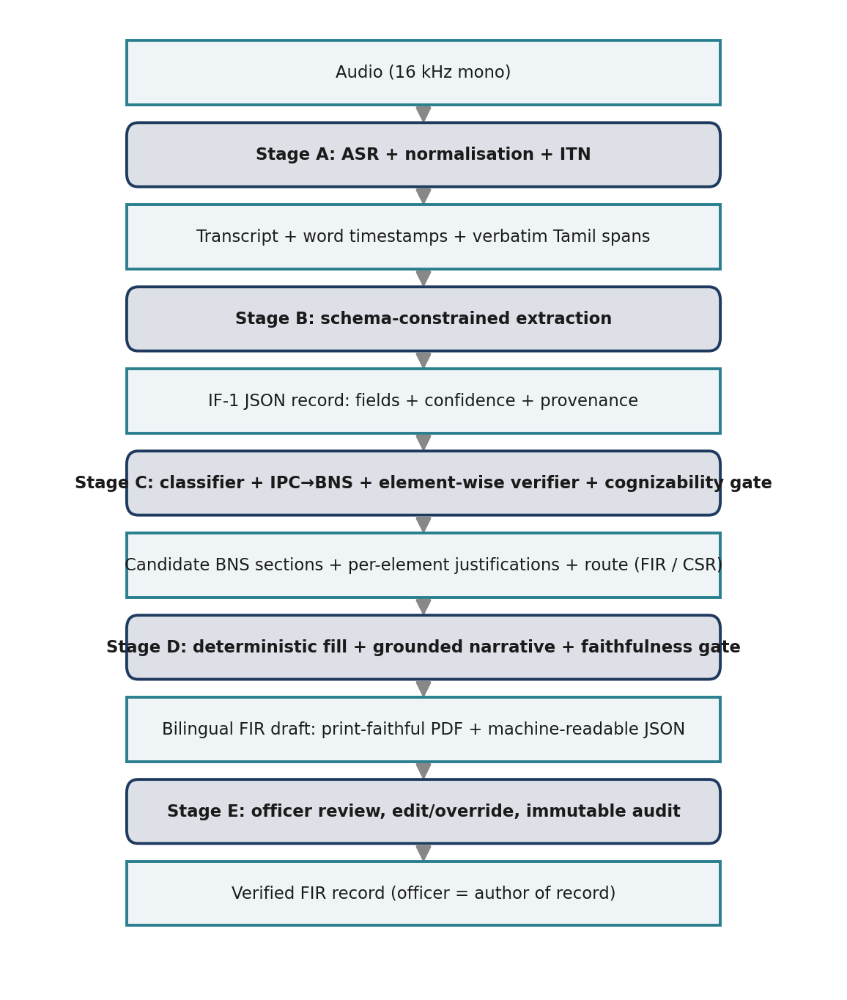 Audio (16 kHz mono)
Stage A: ASR + normalisation + ITN
Transcript + word timestamps + verbatim Tamil spans
Stage B: schema-constrained extraction
IF-1 JSON record: fields + confidence + provenance
Stage C: classifier + IPC→BNS + element-wise verifier + cognizability gate
Candidate BNS sections + per-element justifications + route (FIR / CSR)
Stage D: deterministic fill + grounded narrative + faithfulness gate
Bilingual FIR draft: print-faithful PDF + machine-readable JSON
Stage E: officer review, edit/override, immutable audit
Verified FIR record (officer = author of record)